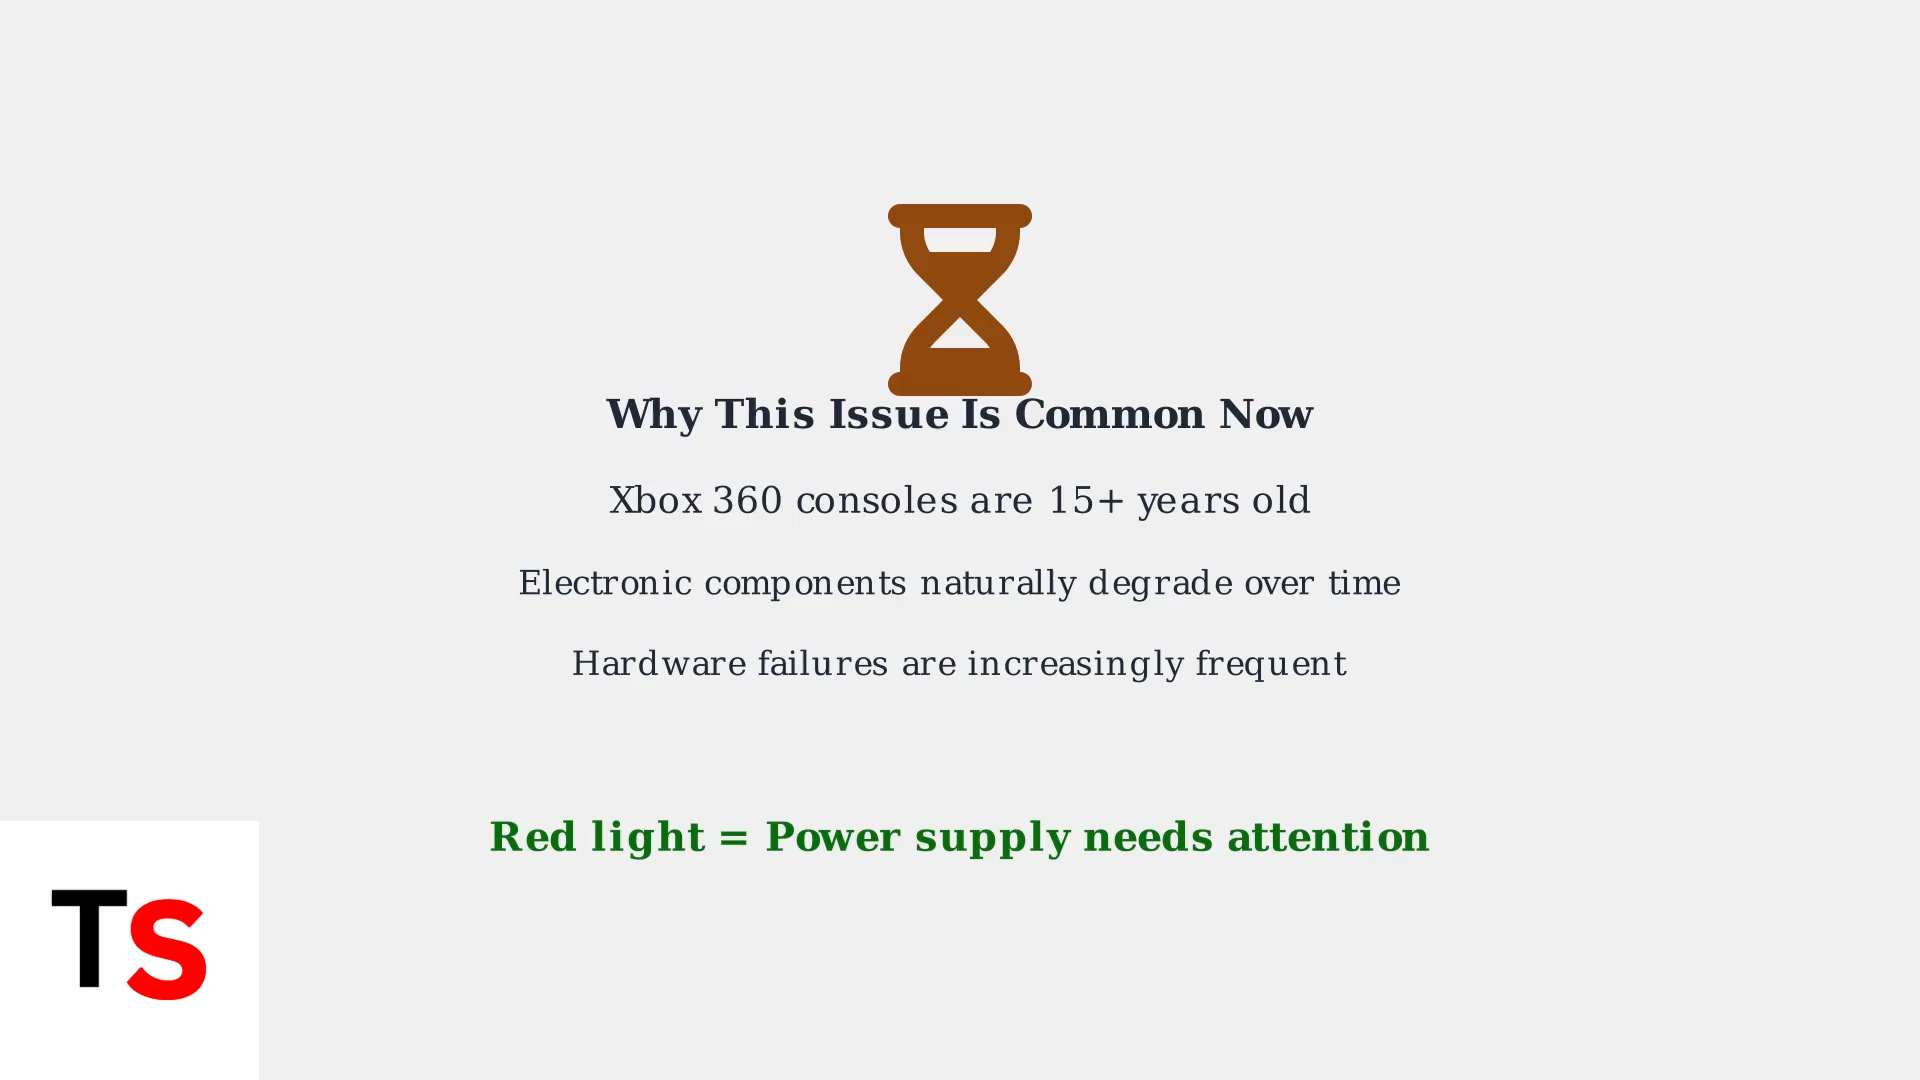 Why This Issue Is Common Now
Xbox 360 consoles are 15+ years old
Electronic components naturally degrade over time
Hardware failures are increasingly frequent
Red light = Power supply needs attention
TS